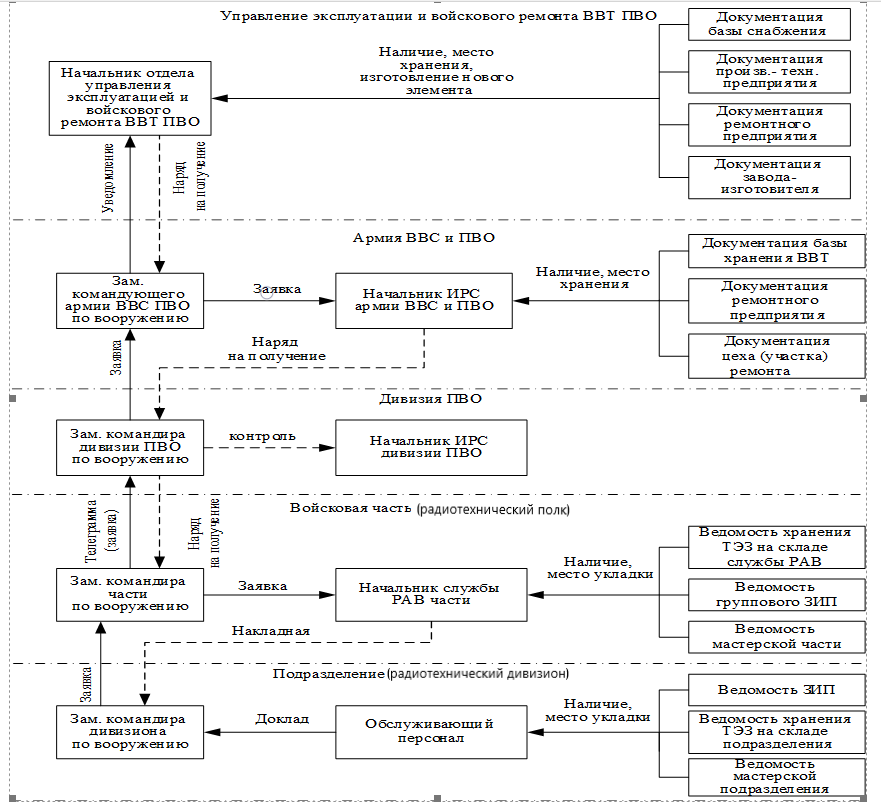 Управление эксплуатации и войскового ремонта ВВТ ПВО
Документация
базы снабжения
Документация
произв.- техн.
предприятия
Документация
ремонтного
предприятия
Документация
завода-
изготовителя
Наличие, место
хранения,
изготовление нового
элемента
Начальник отдела
управления
эксплуатацией и
войскового
ремонта ВВТ ПВО
Уведомление
Наряд
на получение
Армия ВВС и ПВО
Зам.
командующего
армии ВВС ПВО
по вооружению
Заявка
Начальник ИРС
армии ВВС и ПВО
Наличие, место
хранения
Документация базы
хранения ВВТ
Документация
ремонтного
предприятия
Документация
цеха (участка)
ремонта
Наряд
на получение
Заявка
Дивизия ПВО
Зам. командира
дивизии ПВО
по вооружению
контроль
Начальник ИРС
дивизии ПВО
Телеграмма
(заявка)
Наряд
на получение
Войсковая часть (радиотехнический полк)
Зам. командира
части
по вооружению
Заявка
Начальник службы
РАВ части
Наличие,
место укладки
Ведомость хранения
ТЭЗ на складе
службы РАВ
Ведомость
группового ЗИП
Ведомость
мастерской части
Накладная
Заявка
Подразделение (радиотехнический дивизион)
Зам. командира
дивизиона
по вооружению
Доклад
Обслуживающий
персонал
Наличие,
место укладки
Ведомость ЗИП
Ведомость хранения
ТЭЗ на складе
подразделения
Ведомость
мастерской
подразделения